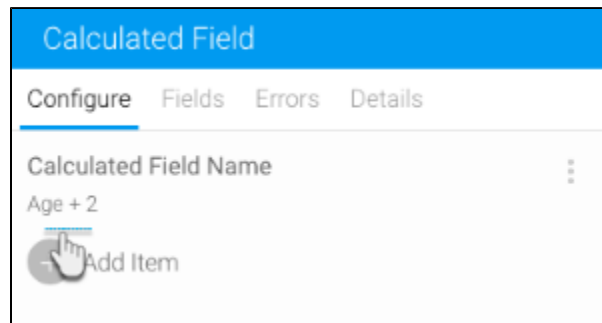 Calculated Field
Configure Fields Errors Details
Calculated Field Name
Age + 2
Add Item